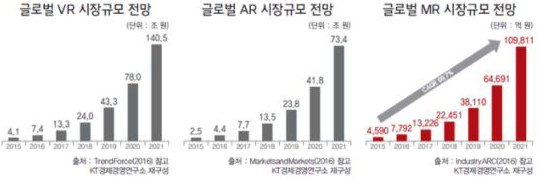 글로벌 VR 시장규모 전망
(단위 : 조 원)
140,5
78,0
43,3
24,0
13,3
7,4
4,1
2015 2016 2017 2018 2019 2020 2021
출처 : TrendForce(2016) 참고
KT경제경영연구소 재구성
글로벌 AR 시장규모 전망
(단위 : 조 원)
73,4
41,8
23,8
13,5
7,7
4,4
2,5
2015 2016 2017 2018 2019 2020 2021
출처 : MarketsandMarkets(2016) 참고
KT경제경영연구소 재구성
글로벌 MR 시장규모 전망
(단위 : 억 원)
109,811
64,691
38,110
22,451
13,226
7,792
4,590
2015 2016 2017 2018 2019 2020 2021
출처 : IndustryARC(2016) 참고
KT경제경영연구소 재구성